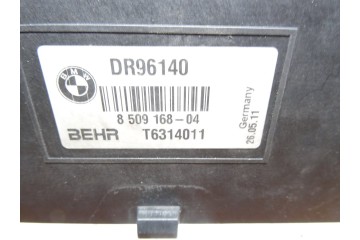 BMW
DR96140
8 509 168-04
BEHR T6314011
Germany
26.05.11